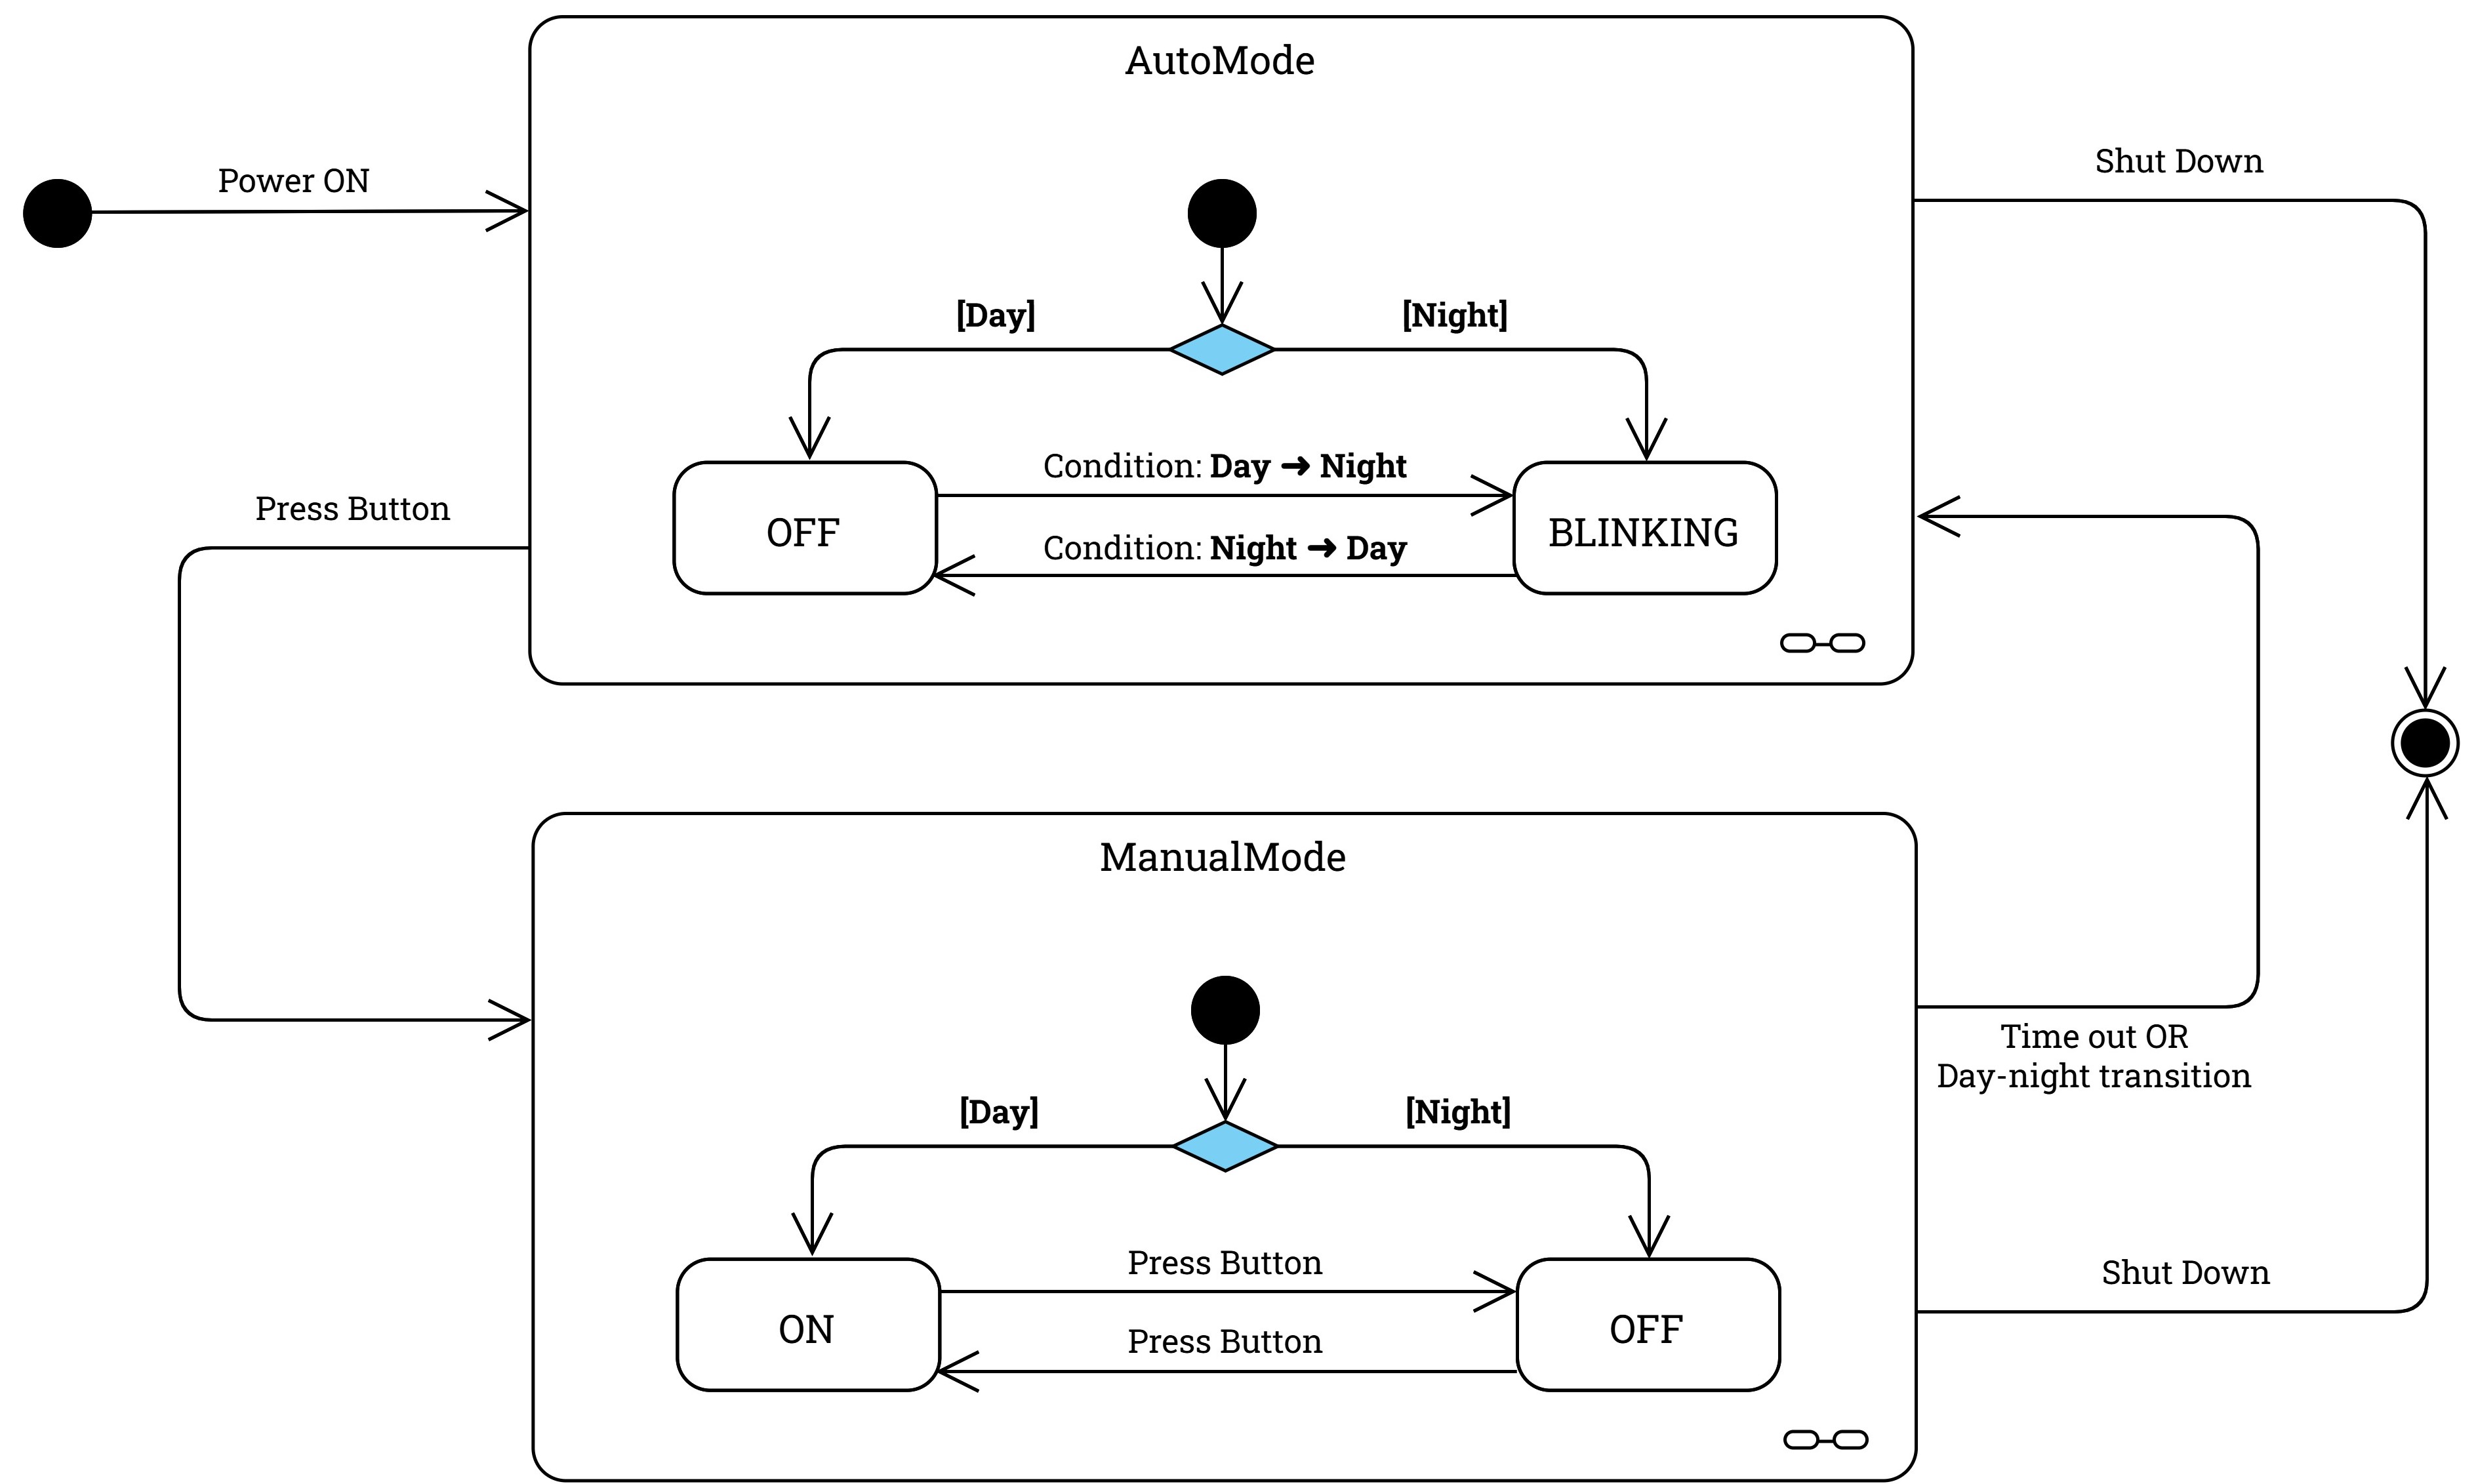 AutoMode
Power ON
Shut Down
[Day]
[Night]
Condition: Day ➜ Night
Press Button
OFF
BLINKING
Condition: Night ➜ Day
ManualMode
Time out OR
Day-night transition
[Day]
[Night]
Press Button
Shut Down
ON
OFF
Press Button